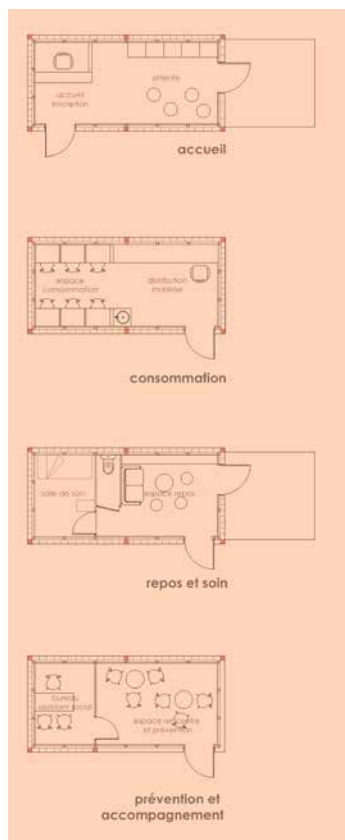 accueil
inscription
attente
accueil
espace
consommation
distribution
matériel
consommation
salle de soin
espace repos
repos et soin
bureau
assistant social
espace rencontre
et prévention
prévention et
accompagnement